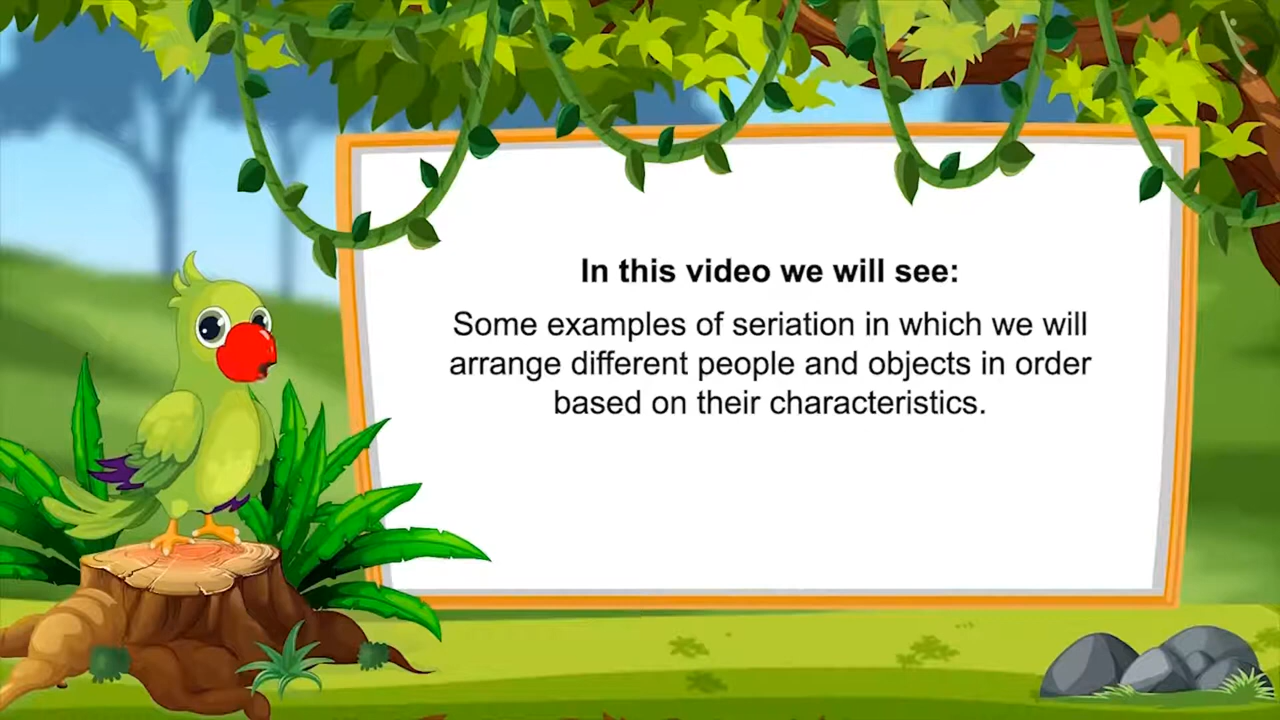 In this video we will see:
Some examples of seriation in which we will
arrange different people and objects in order
based on their characteristics.